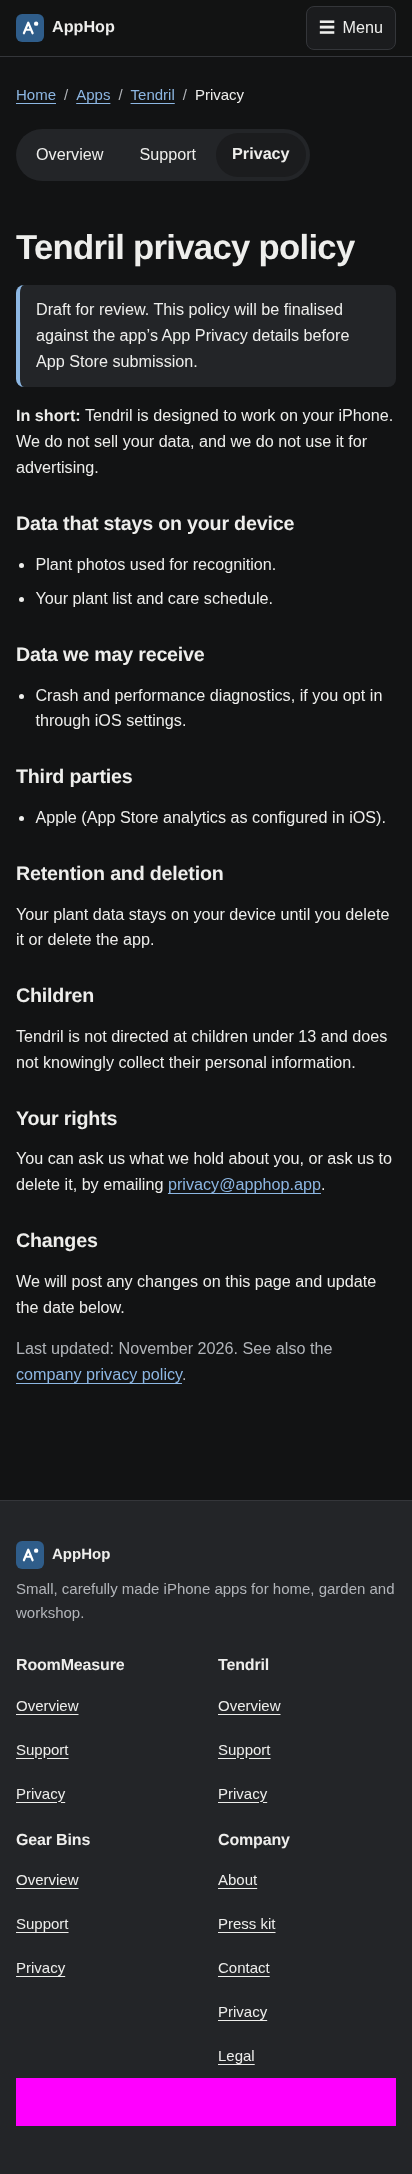 AppHop
☰ Menu
Home / Apps / Tendril / Privacy
Overview Support Privacy
Tendril privacy policy
Draft for review. This policy will be finalised
against the app’s App Privacy details before
App Store submission.
In short: Tendril is designed to work on your iPhone.
We do not sell your data, and we do not use it for
advertising.
Data that stays on your device
• Plant photos used for recognition.
• Your plant list and care schedule.
Data we may receive
• Crash and performance diagnostics, if you opt in
through iOS settings.
Third parties
• Apple (App Store analytics as configured in iOS).
Retention and deletion
Your plant data stays on your device until you delete
it or delete the app.
Children
Tendril is not directed at children under 13 and does
not knowingly collect their personal information.
Your rights
You can ask us what we hold about you, or ask us to
delete it, by emailing privacy@apphop.app.
Changes
We will post any changes on this page and update
the date below.
Last updated: November 2026. See also the
company privacy policy.
AppHop
Small, carefully made iPhone apps for home, garden and
workshop.
RoomMeasure
Overview
Support
Privacy
Tendril
Overview
Support
Privacy
Gear Bins
Overview
Support
Privacy
Company
About
Press kit
Contact
Privacy
Legal